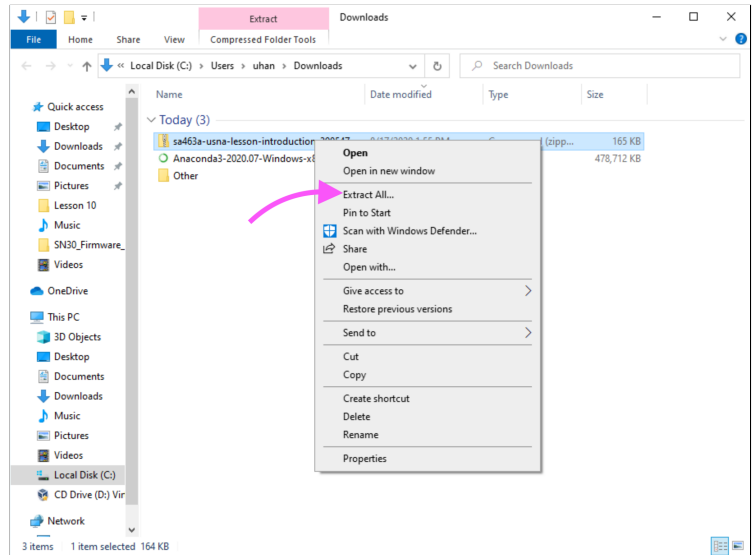 Extract
Downloads
File
Home
Share
View
Compressed Folder Tools
« Local Disk (C:) > Users > uhan > Downloads
Search Downloads
Name
Date modified
Type
Size
Quick access
Desktop
Downloads
Documents
Pictures
Lesson 10
Music
SN30_Firmware_
Videos
OneDrive
This PC
3D Objects
Desktop
Documents
Downloads
Music
Pictures
Videos
Local Disk (C:)
CD Drive (D:) Vir
Network
Today (3)
sa463a-usna-lesson-introduction
(zipp...
165 KB
Anaconda3-2020.07-Windows-x8
478,712 KB
Other
Open
Open in new window
Extract All...
Pin to Start
Scan with Windows Defender...
Share
Open with...
Give access to
Restore previous versions
Send to
Cut
Copy
Create shortcut
Delete
Rename
Properties
3 items
1 item selected 164 KB